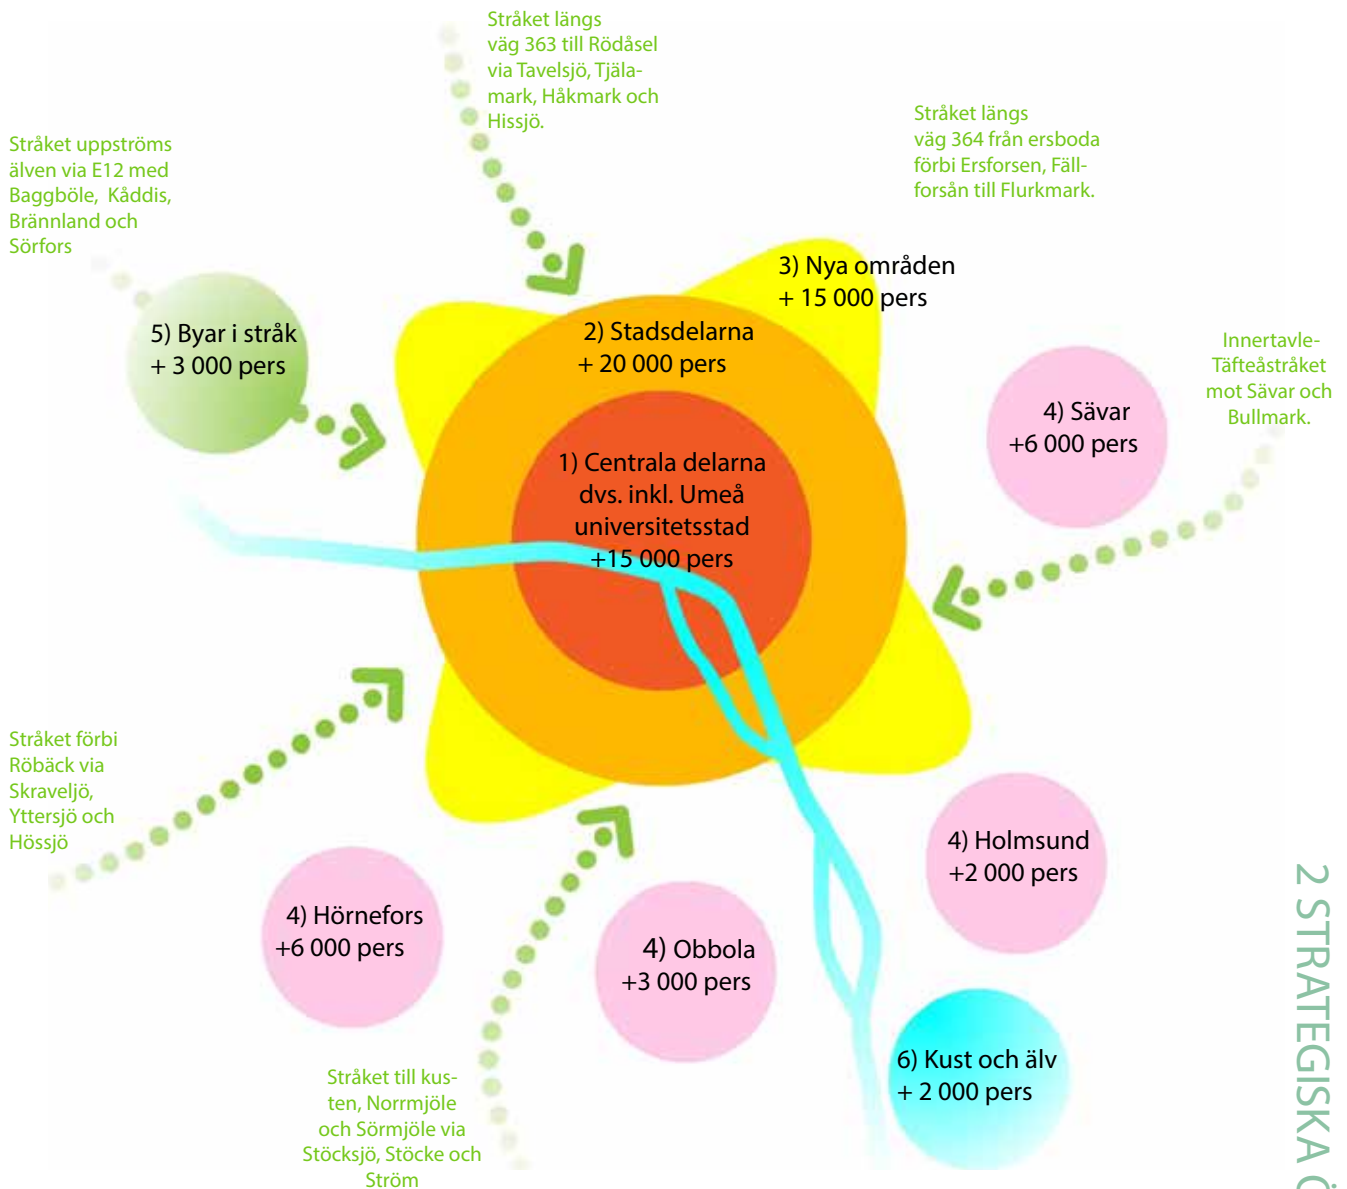 Stråket längs
väg 363 till Rödåsel
via Tavelsjö, Tjäla-
mark, Håkmark och
Hissjö.
Stråket längs
väg 364 från ersboda
förbi Ersforsen, Fäll-
forsån till Flurkmark.
Stråket uppströms
älven via E12 med
Baggböle, Kåddis,
Brännland och
Sörfors
3) Nya områden
+ 15 000 pers
5) Byar i stråk
+ 3 000 pers
2) Stadsdelarna
+ 20 000 pers
Innertavle-
Täfteåstråket
mot Sävar och
Bullmark.
4) Sävar
+6 000 pers
1) Centrala delarna
dvs. inkl. Umeå
universitetsstad
+15 000 pers
Stråket förbi
Röbäck via
Skraveljö,
Yttersjö och
Hössjö
4) Holmsund
+2 000 pers
4) Hörnefors
+6 000 pers
4) Obbola
+3 000 pers
6) Kust och älv
+ 2 000 pers
Stråket till kus-
ten, Norrmjöle
och Sörmjöle via
Stöcksjö, Stöcke och
Ström
2 STRATEGISKA Ö